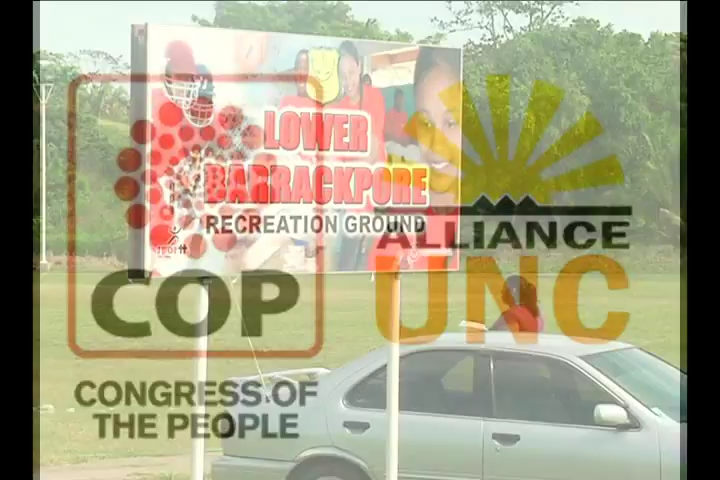 LOWER
BARRACKPORE
RECREATION GROUND
COP
CONGRESS OF
THE PEOPLE
ALLIANCE
UNC